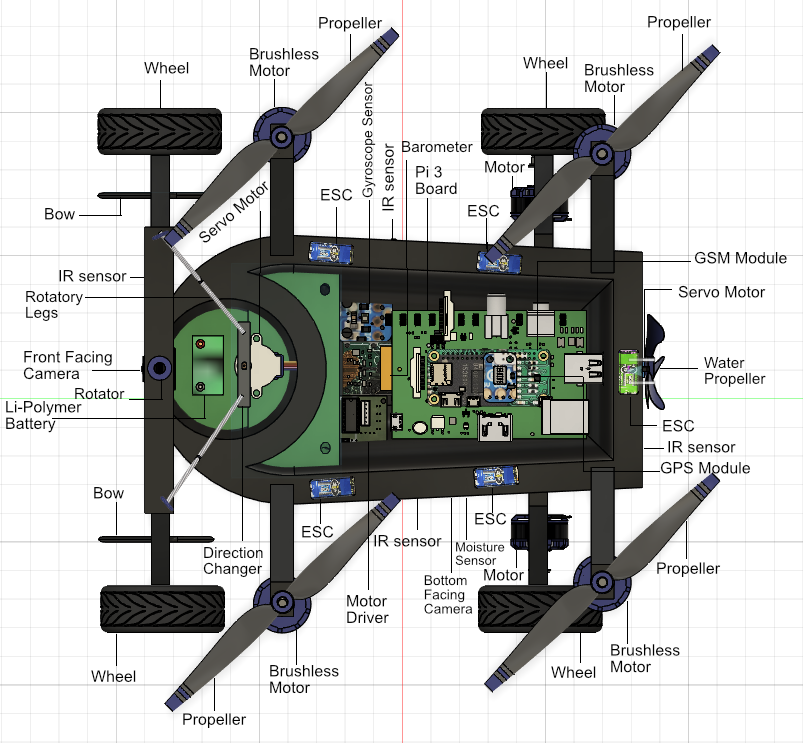 Propeller
Propeller
Brushless
Motor
Wheel
Wheel
Brushless
Motor
Gyroscope Sensor
IR sensor
Barometer
Pi 3
Board
Motor
Servo Motor
ESC
ESC
Bow
GSM Module
IR sensor
Servo Motor
Rotatory
Legs
Front Facing
Camera
Water
Propeller
Rotator
Li-Polymer
Battery
ESC
IR sensor
GPS Module
Bow
ESC
ESC
IR sensor
Direction
Changer
Moisture
Sensor
Motor
Bottom
Facing
Camera
Propeller
Motor
Driver
Wheel
Brushless
Motor
Wheel
Brushless
Motor
Propeller